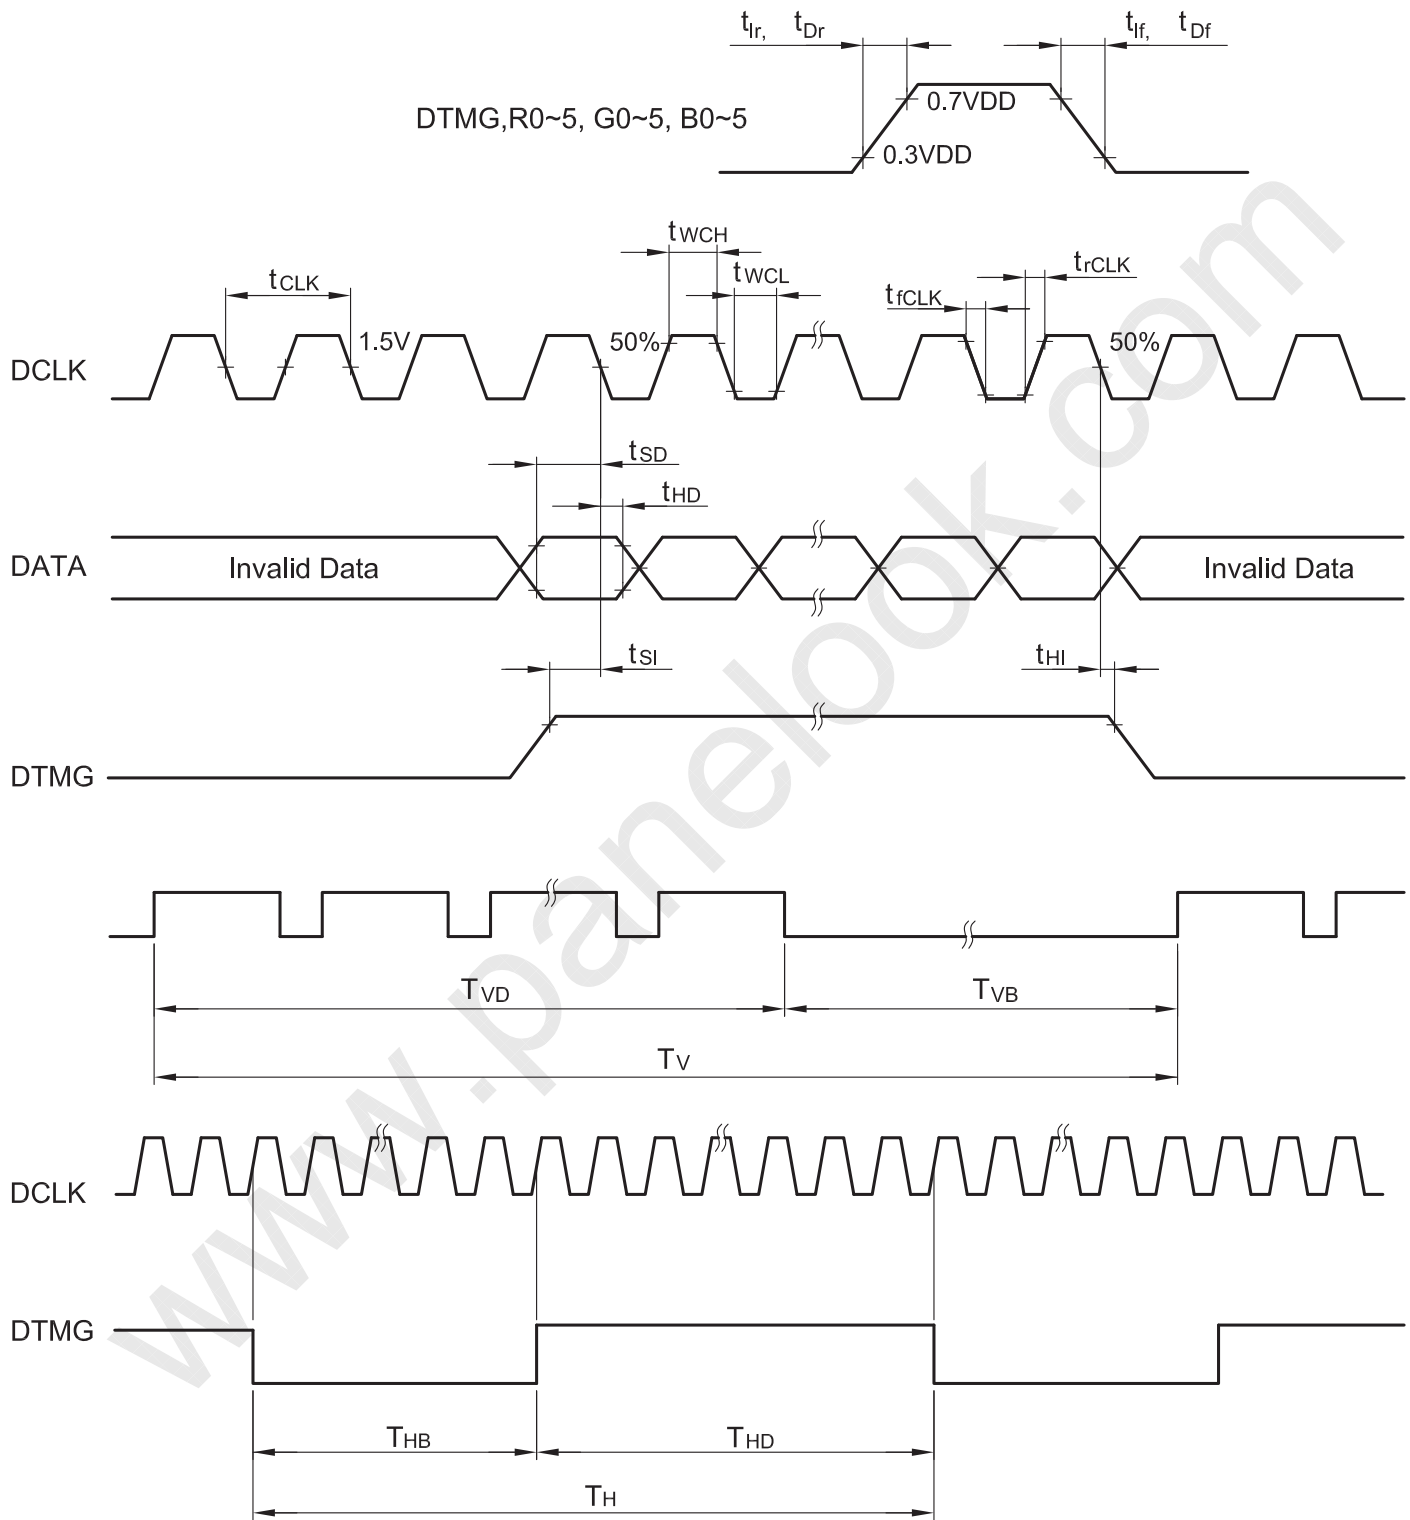 tIr, tDr tIf, tDf
DTMG,R0~5, G0~5, B0~5
0.7VDD
0.3VDD
tWCH
tCLK
tWCL
tfCLK
trCLK
DCLK
1.5V
50%
50%
tSD
tHD
DATA
Invalid Data
Invalid Data
tSI
tHI
DTMG
TVD
TVB
TV
DCLK
DTMG
THB
THD
TH
www.panelook.com